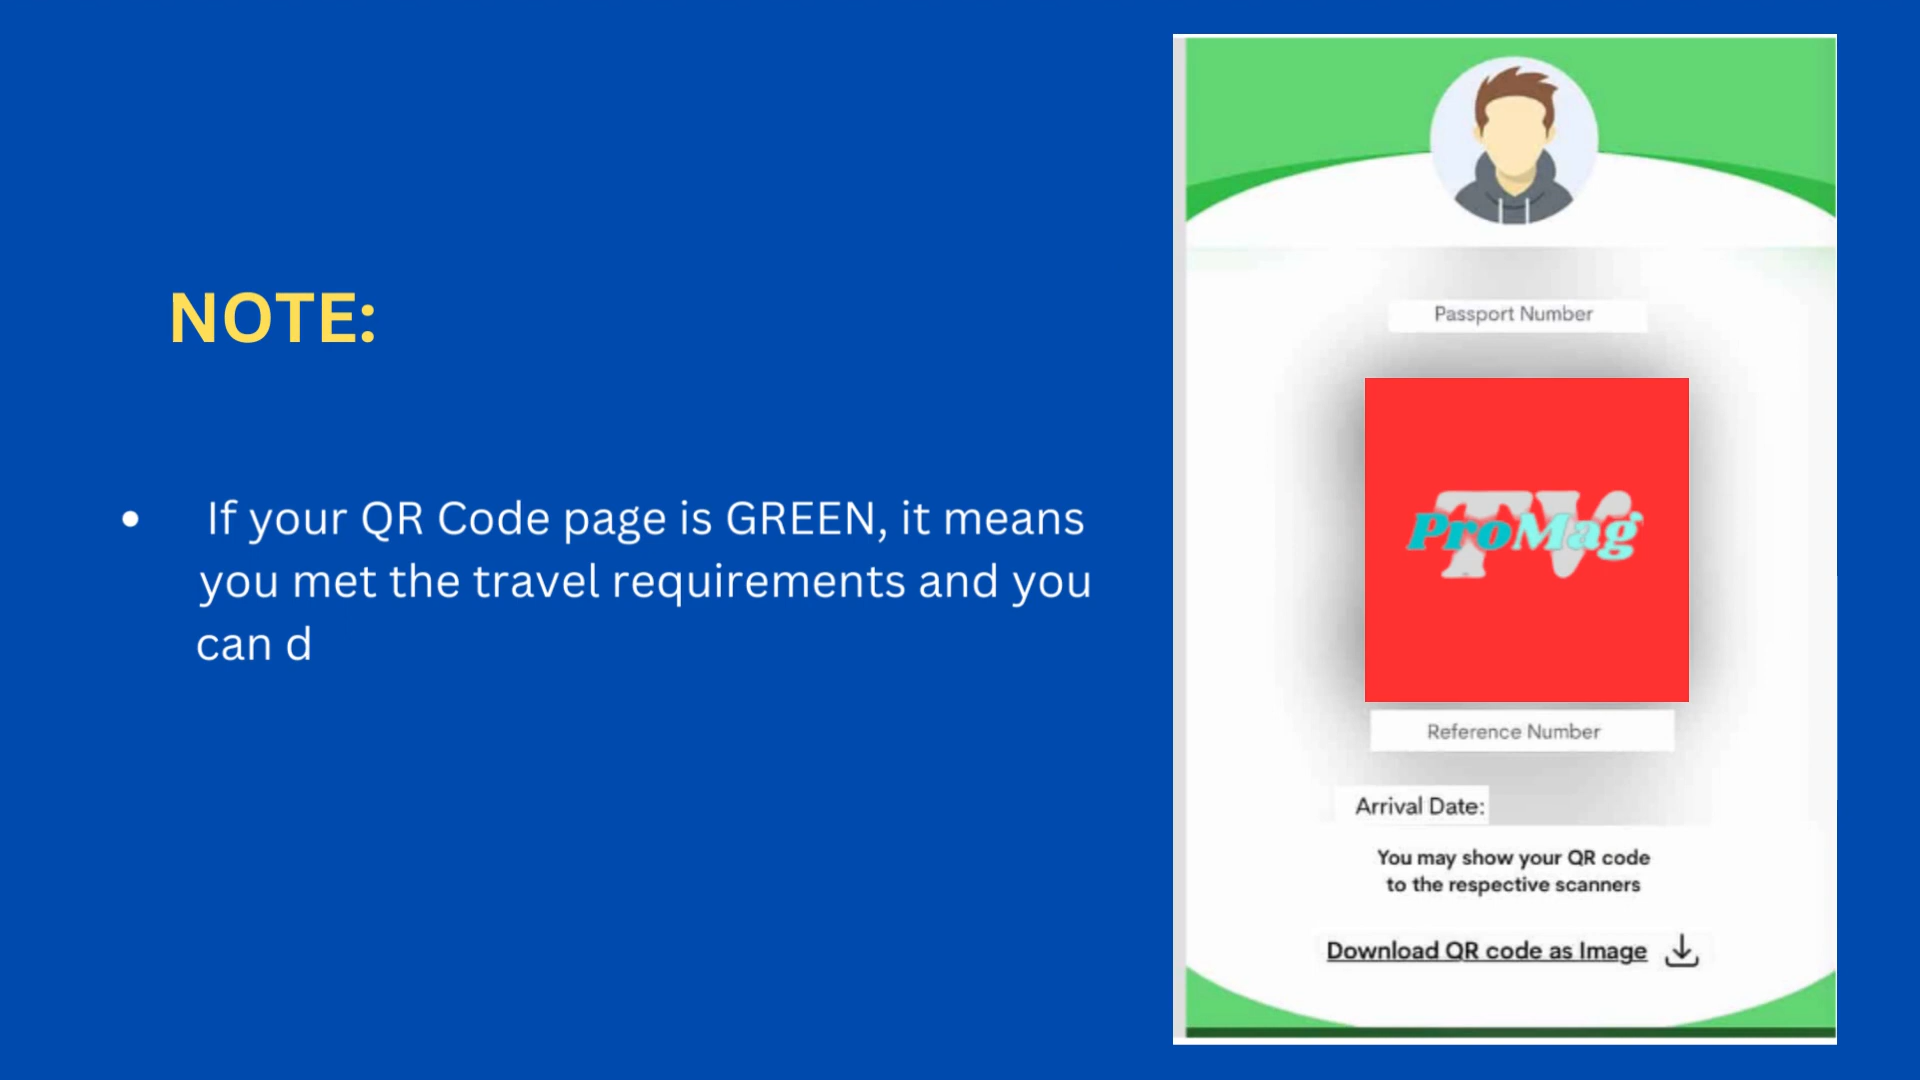 NOTE:
• If your QR Code page is GREEN, it means
you met the travel requirements and you
can d
Passport Number
TV
ProMag
Reference Number
Arrival Date:
You may show your QR code
to the respective scanners
Download QR code as Image